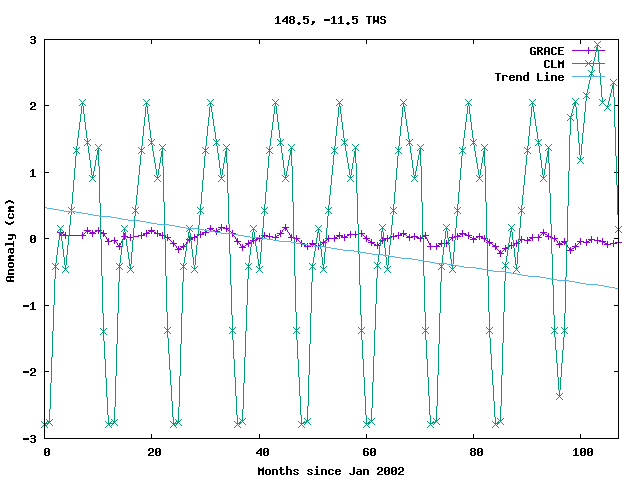 148.5, -11.5 TWS
GRACE
CLM
Trend Line
3
2
1
0
-1
-2
-3
Anomaly (cm)
0 20 40 60 80 100
Months since Jan 2002